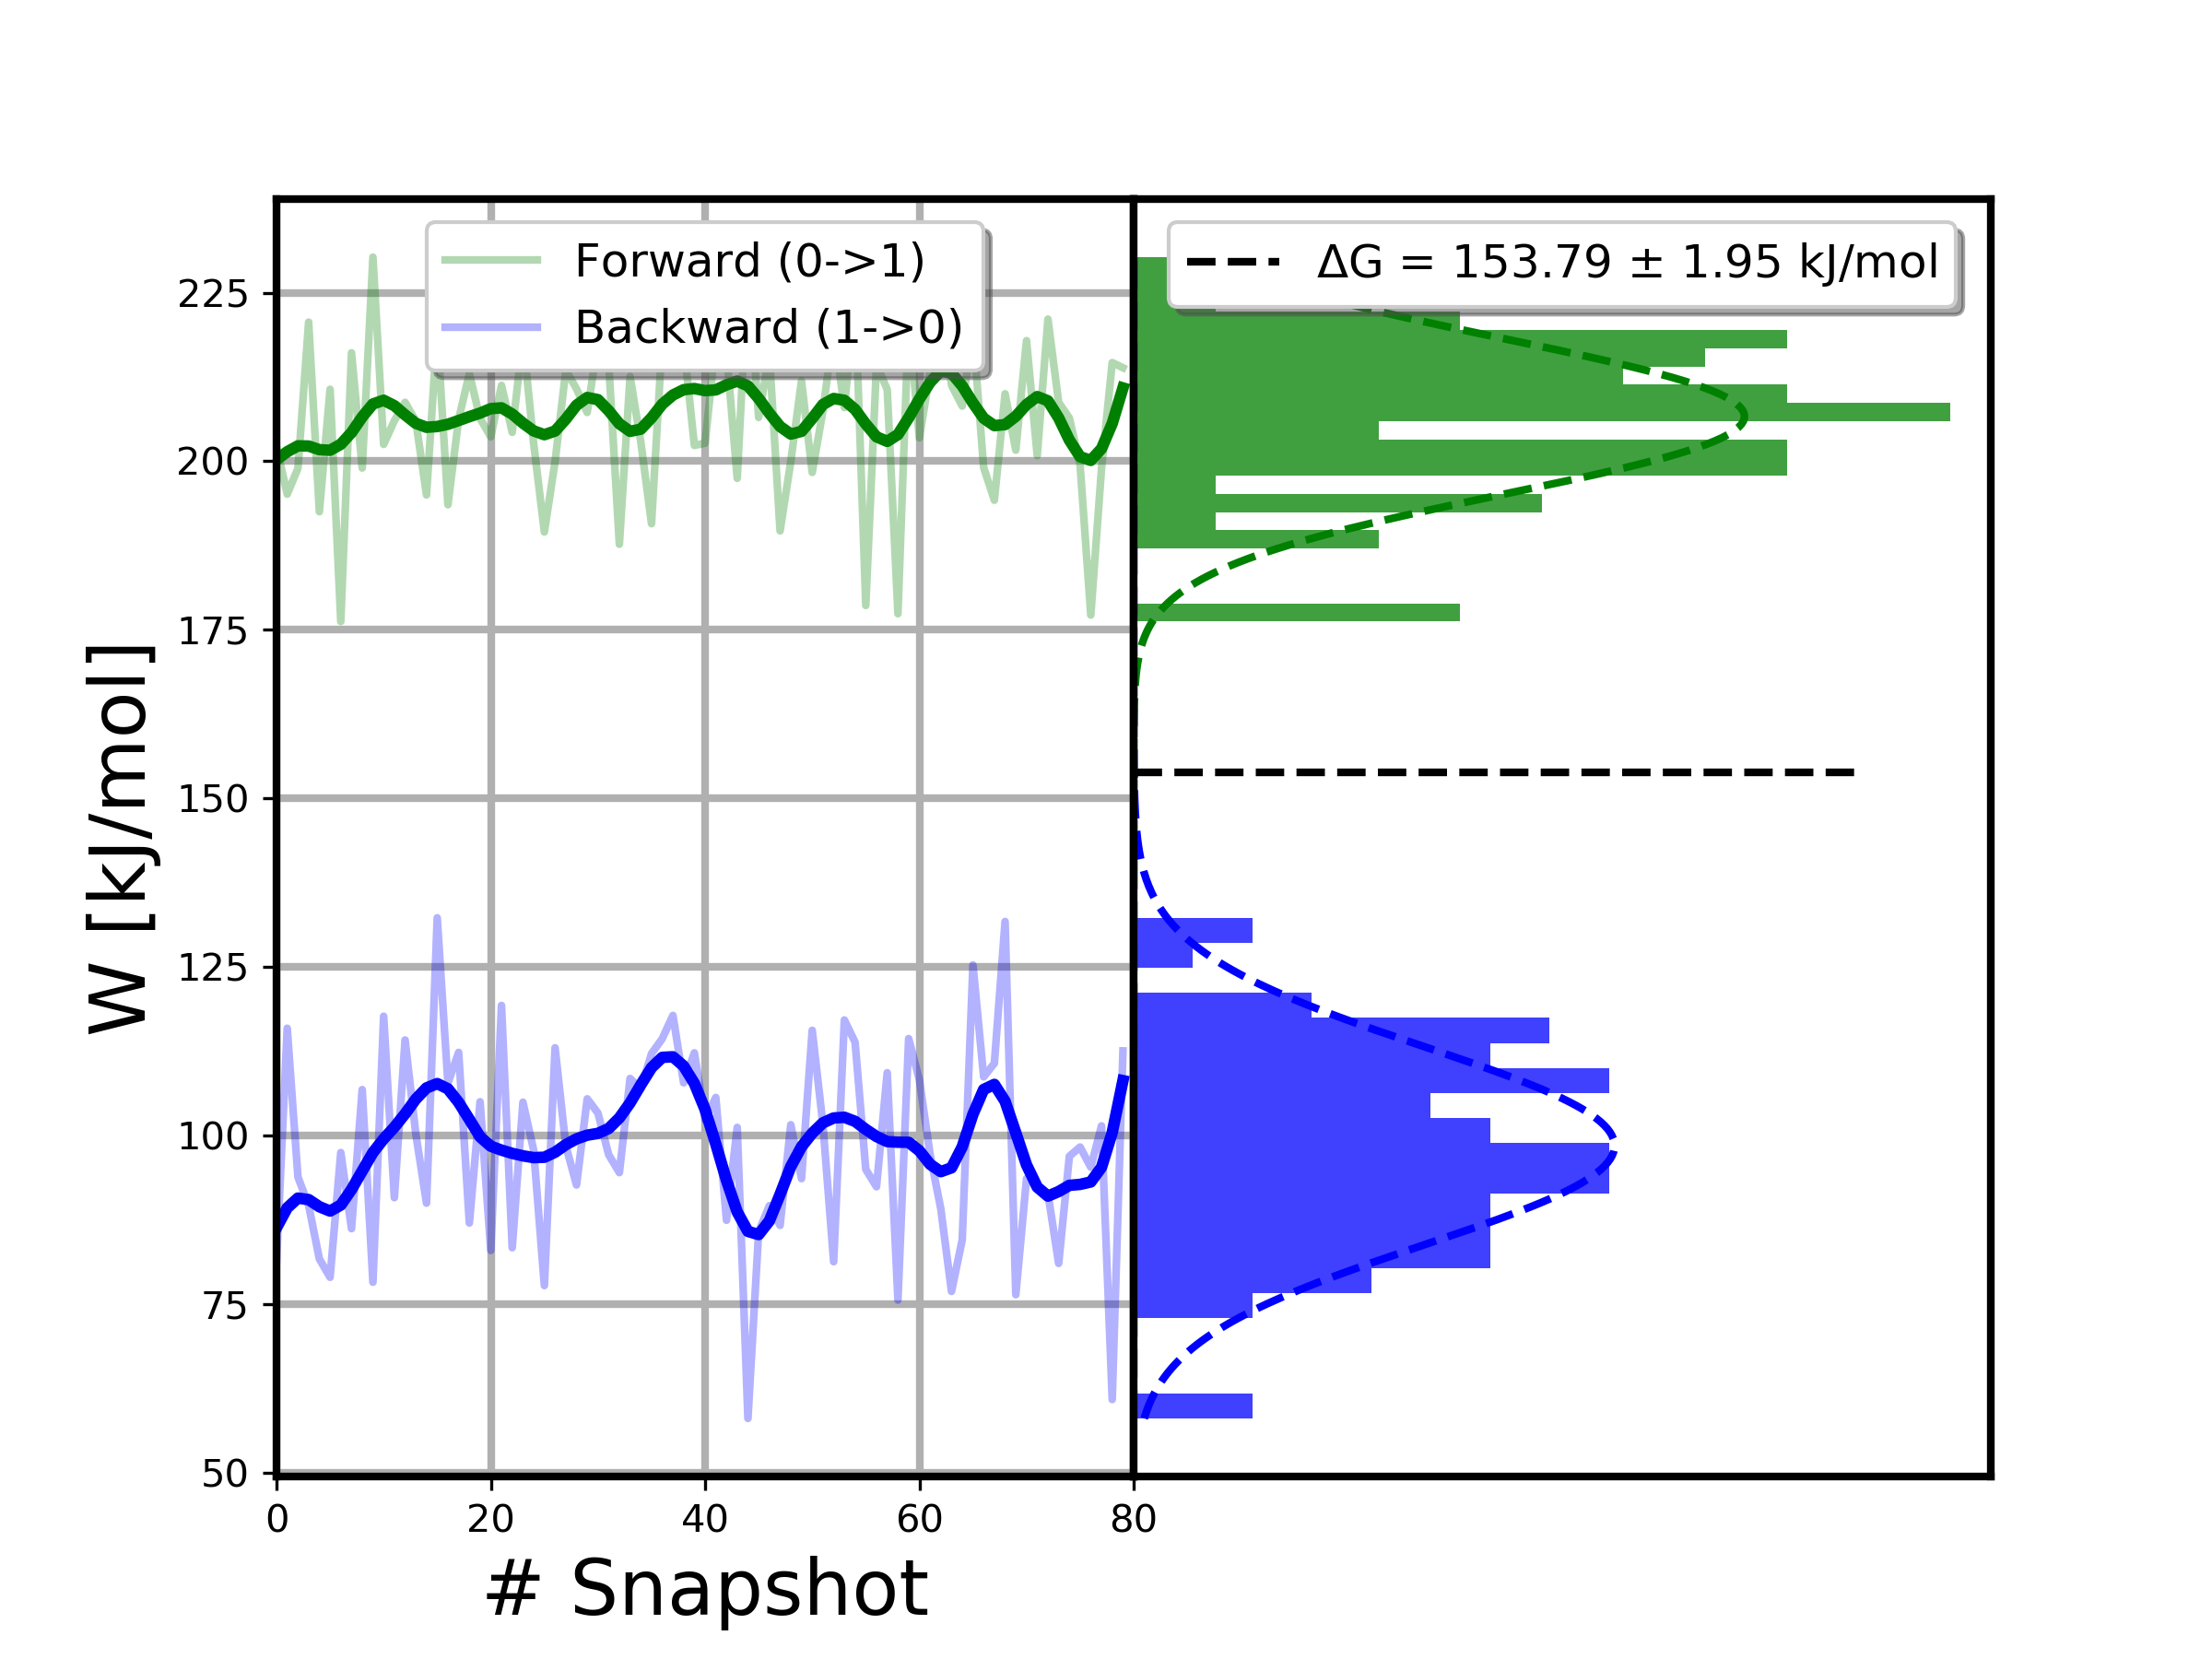 Forward (0->1)
Backward (1->0)
ΔG = 153.79 ± 1.95 kJ/mol
W [kJ/mol]
225
200
175
150
125
100
75
50
0 20 40 60 80
# Snapshot